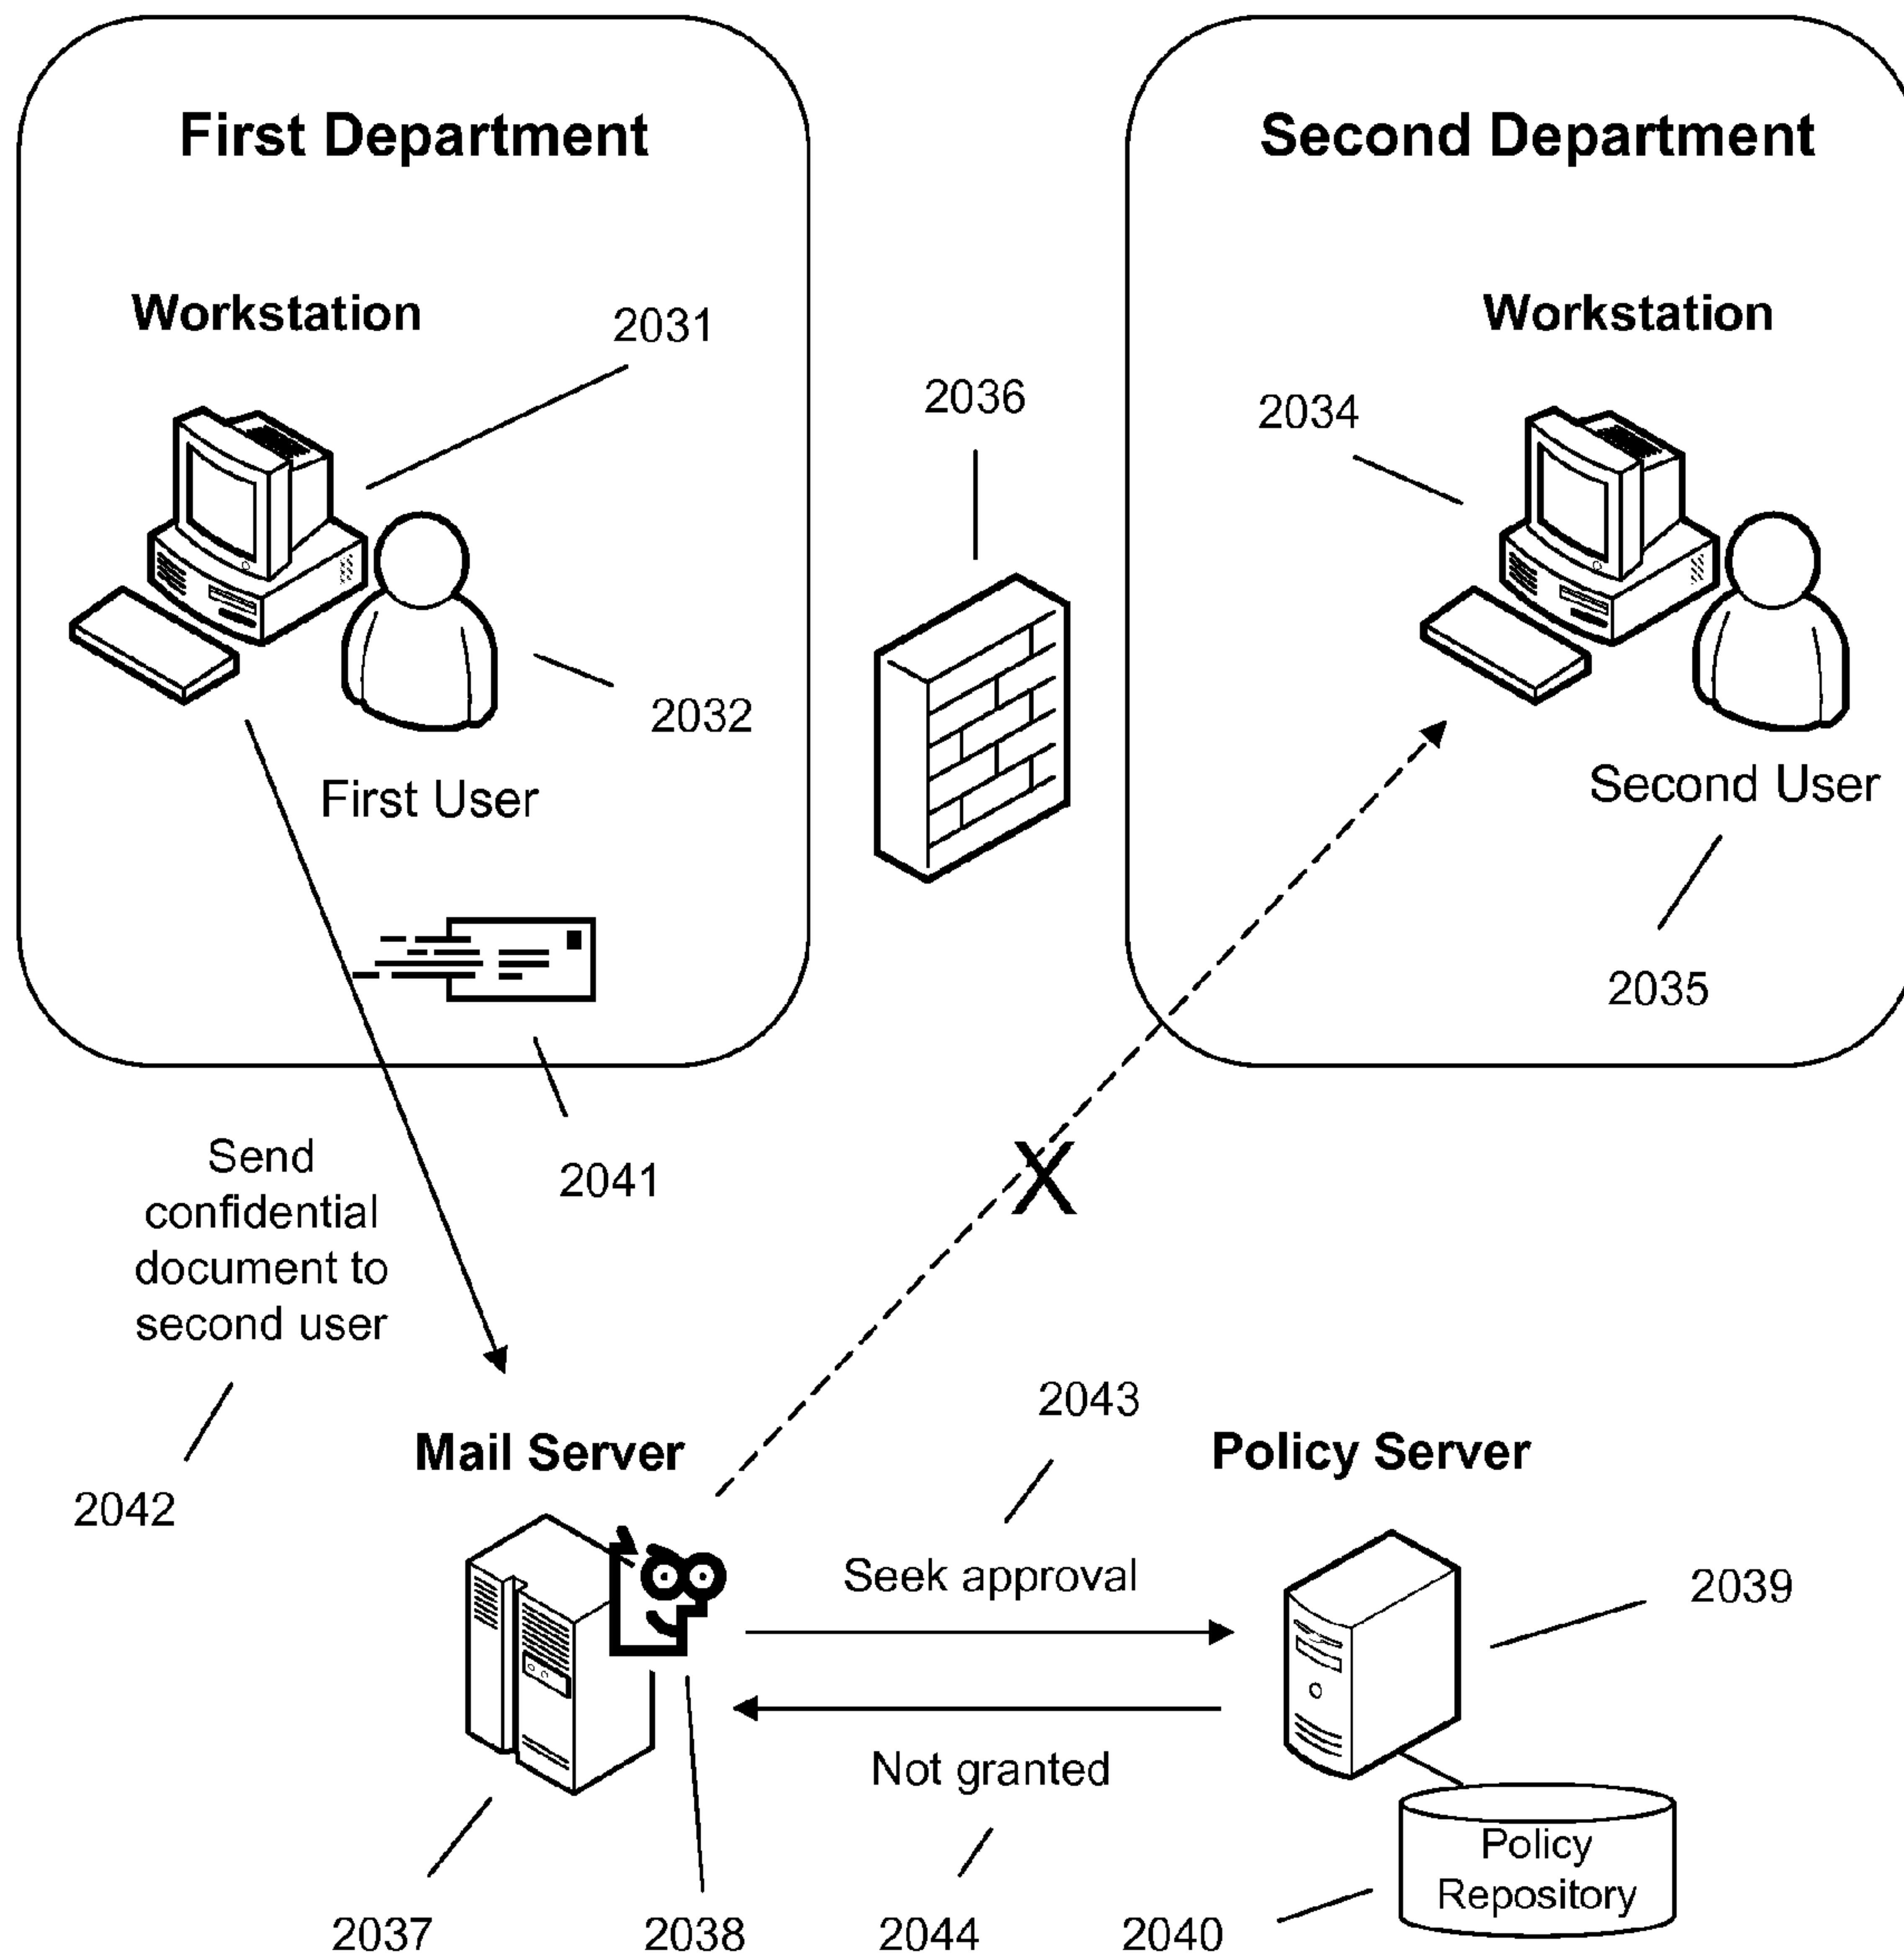 First Department
Second Department
Workstation
2031
Workstation
2036
2034
2032
First User
Second User
2035
2041
Send
confidential
document to
second user
2043
Mail Server
Policy Server
2042
Seek approval
2039
Not granted
Policy
Repository
2037
2038
2044
2040
X